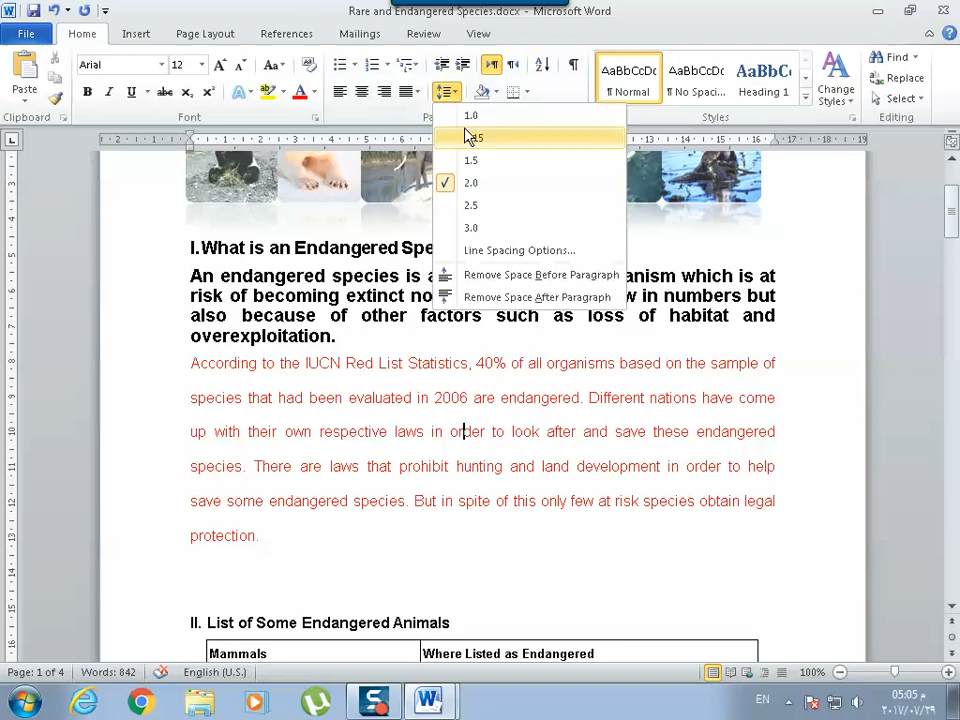 Rare and Endangered Species.docx - Microsoft Word
File Home Insert Page Layout References Mailings Review View
Arial 12 Aa AaBbCcDc AaBbCcDc AaBbCc Find
Paste ¶ Normal ¶ No Spaci... Heading 1 Change Styles Replace
B I U abc x₂ x² A ab A Select
Clipboard Font Styles Editing
1.0
15
1.5
2.0
2.5
3.0
Line Spacing Options...
Remove Space Before Paragraph
Remove Space After Paragraph
I.What is an Endangered Spe
An endangered species is a anism which is at
risk of becoming extinct no w in numbers but
also because of other factors such as loss of habitat and
overexploitation.
According to the IUCN Red List Statistics, 40% of all organisms based on the sample of
species that had been evaluated in 2006 are endangered. Different nations have come
up with their own respective laws in order to look after and save these endangered
species. There are laws that prohibit hunting and land development in order to help
save some endangered species. But in spite of this only few at risk species obtain legal
protection.
II. List of Some Endangered Animals
Mammals Where Listed as Endangered
Page: 1 of 4 Words: 842 English (U.S.) 100%
EN 05:05 م
٢٠١٧/٠٧/٢٩